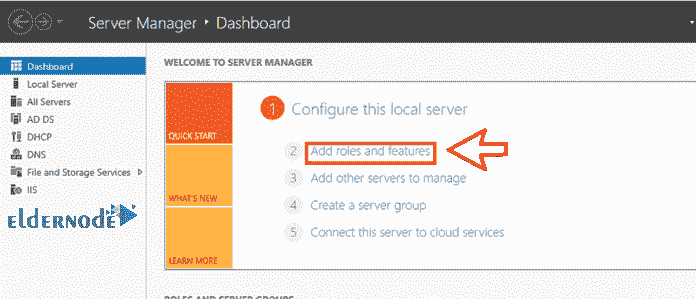 Server Manager ‣ Dashboard
Dashboard
Local Server
All Servers
AD DS
DHCP
DNS
File and Storage Services
IIS
eldernode
WELCOME TO SERVER MANAGER
QUICK START
WHAT'S NEW
LEARN MORE
1 Configure this local server
2 Add roles and features
3 Add other servers to manage
4 Create a server group
5 Connect this server to cloud services
ROLES AND SERVER GROUPS